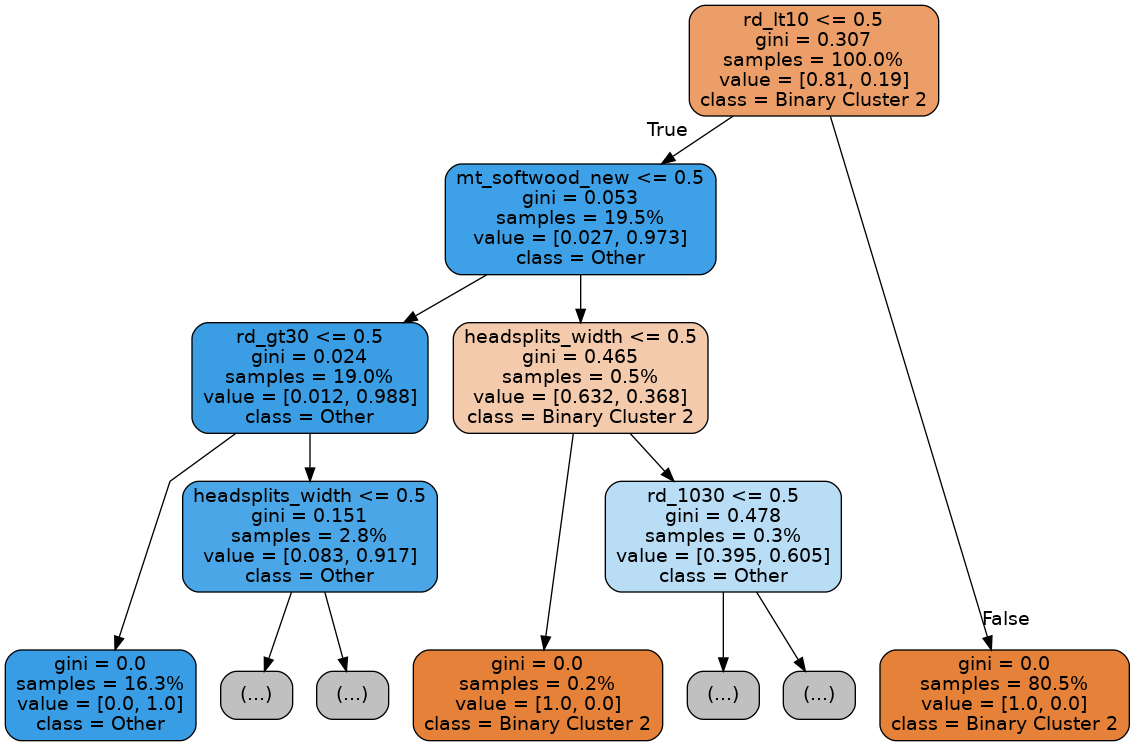 rd_lt10 <= 0.5
gini = 0.307
samples = 100.0%
value = [0.81, 0.19]
class = Binary Cluster 2
True
mt_softwood_new <= 0.5
gini = 0.053
samples = 19.5%
value = [0.027, 0.973]
class = Other
rd_gt30 <= 0.5
gini = 0.024
samples = 19.0%
value = [0.012, 0.988]
class = Other
headsplits_width <= 0.5
gini = 0.465
samples = 0.5%
value = [0.632, 0.368]
class = Binary Cluster 2
headsplits_width <= 0.5
gini = 0.151
samples = 2.8%
value = [0.083, 0.917]
class = Other
rd_1030 <= 0.5
gini = 0.478
samples = 0.3%
value = [0.395, 0.605]
class = Other
False
gini = 0.0
samples = 16.3%
value = [0.0, 1.0]
class = Other
(...)
(...)
gini = 0.0
samples = 0.2%
value = [1.0, 0.0]
class = Binary Cluster 2
(...)
(...)
gini = 0.0
samples = 80.5%
value = [1.0, 0.0]
class = Binary Cluster 2